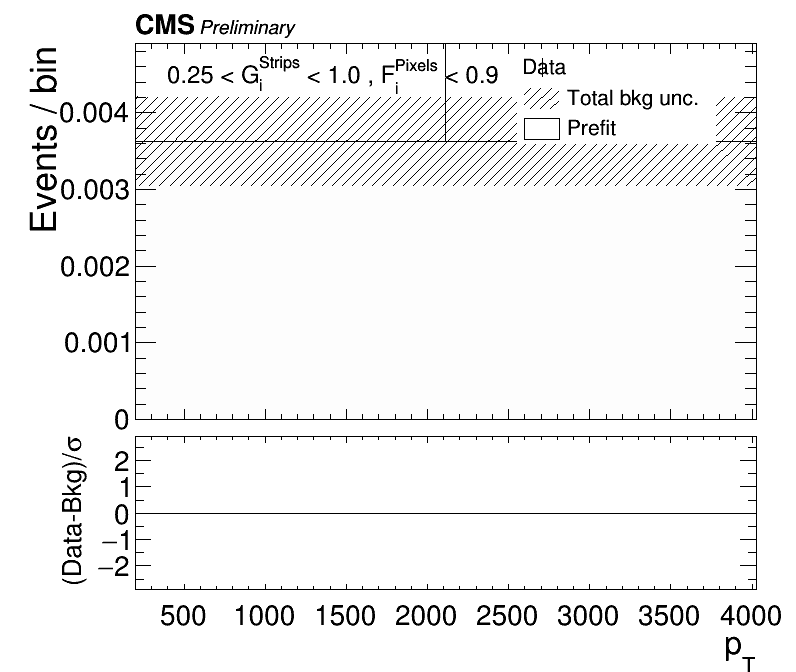 CMS Preliminary
0.25 < G_i^Strips < 1.0 , F_i^Pixels < 0.9
Data
Total bkg unc.
Prefit
Events / bin
0.004
0.003
0.002
0.001
0
(Data-Bkg)/σ
2
1
0
−1
−2
500 1000 1500 2000 2500 3000 3500 4000
p_T